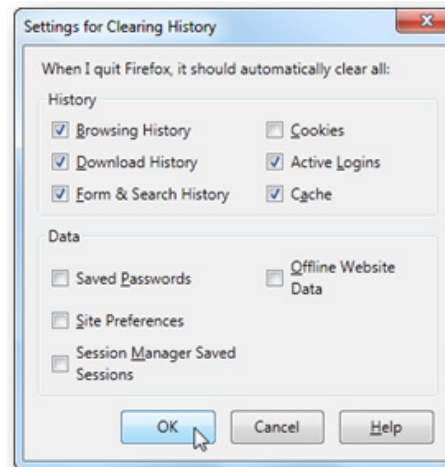 Settings for Clearing History
When I quit Firefox, it should automatically clear all:
History
Browsing History
Cookies
Download History
Active Logins
Form & Search History
Cache
Data
Saved Passwords
Offline Website
Data
Site Preferences
Session Manager Saved
Sessions
OK
Cancel
Help